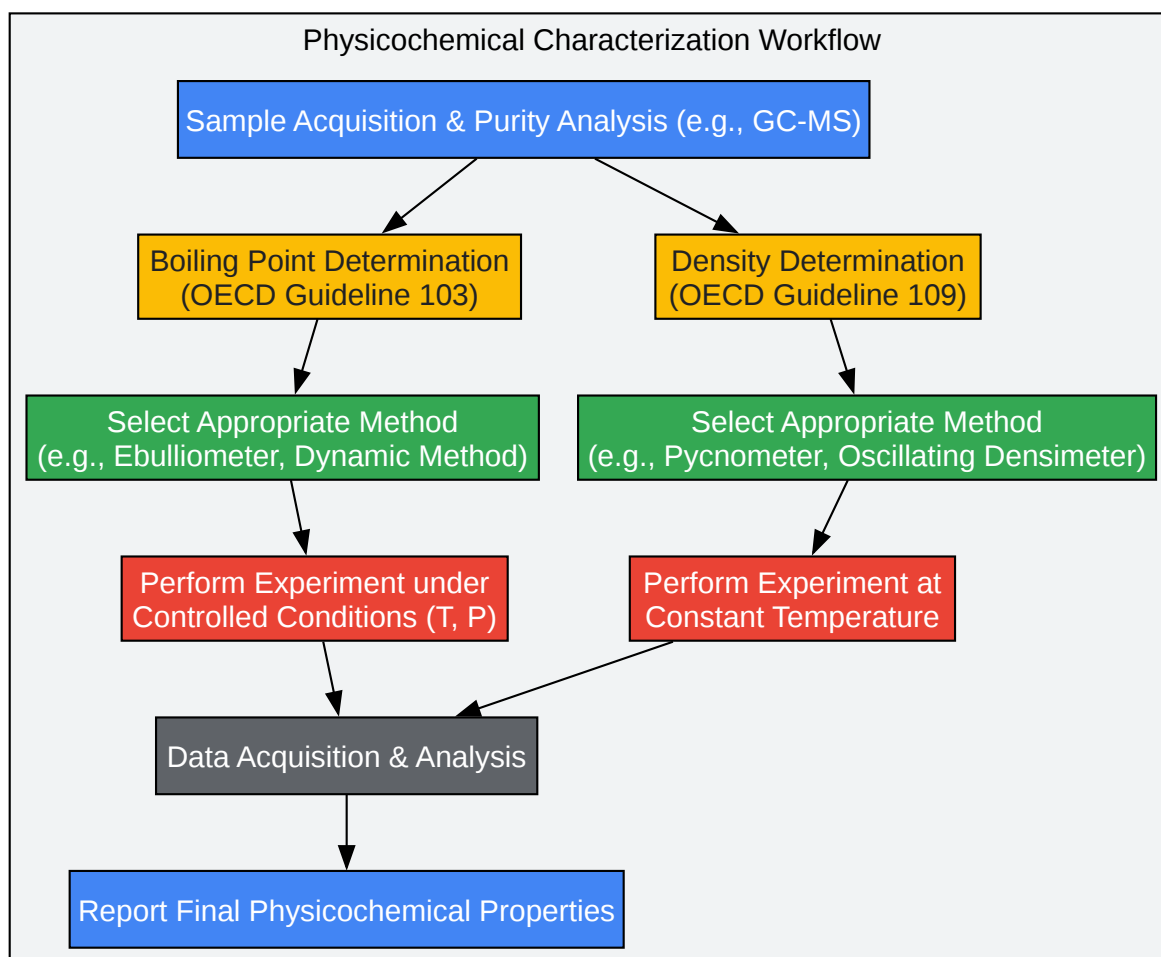 Physicochemical Characterization Workflow
Sample Acquisition & Purity Analysis (e.g., GC-MS)
Boiling Point Determination
(OECD Guideline 103)
Density Determination
(OECD Guideline 109)
Select Appropriate Method
(e.g., Ebulliometer, Dynamic Method)
Select Appropriate Method
(e.g., Pycnometer, Oscillating Densimeter)
Perform Experiment under
Controlled Conditions (T, P)
Perform Experiment at
Constant Temperature
Data Acquisition & Analysis
Report Final Physicochemical Properties